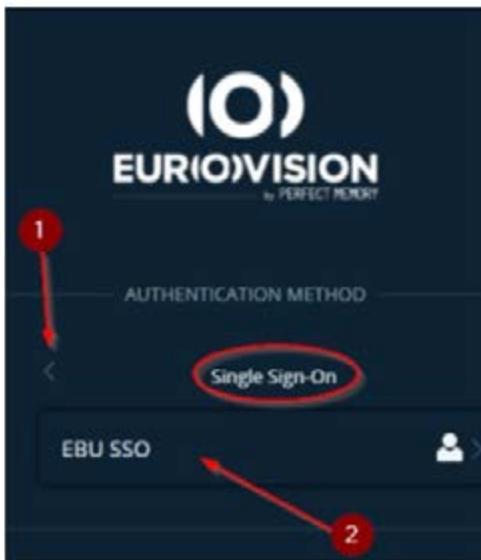 (O)
EUR(O)VISION
by PERFECT MEMORY
1
AUTHENTICATION METHOD
Single Sign-On
EBU SSO
2